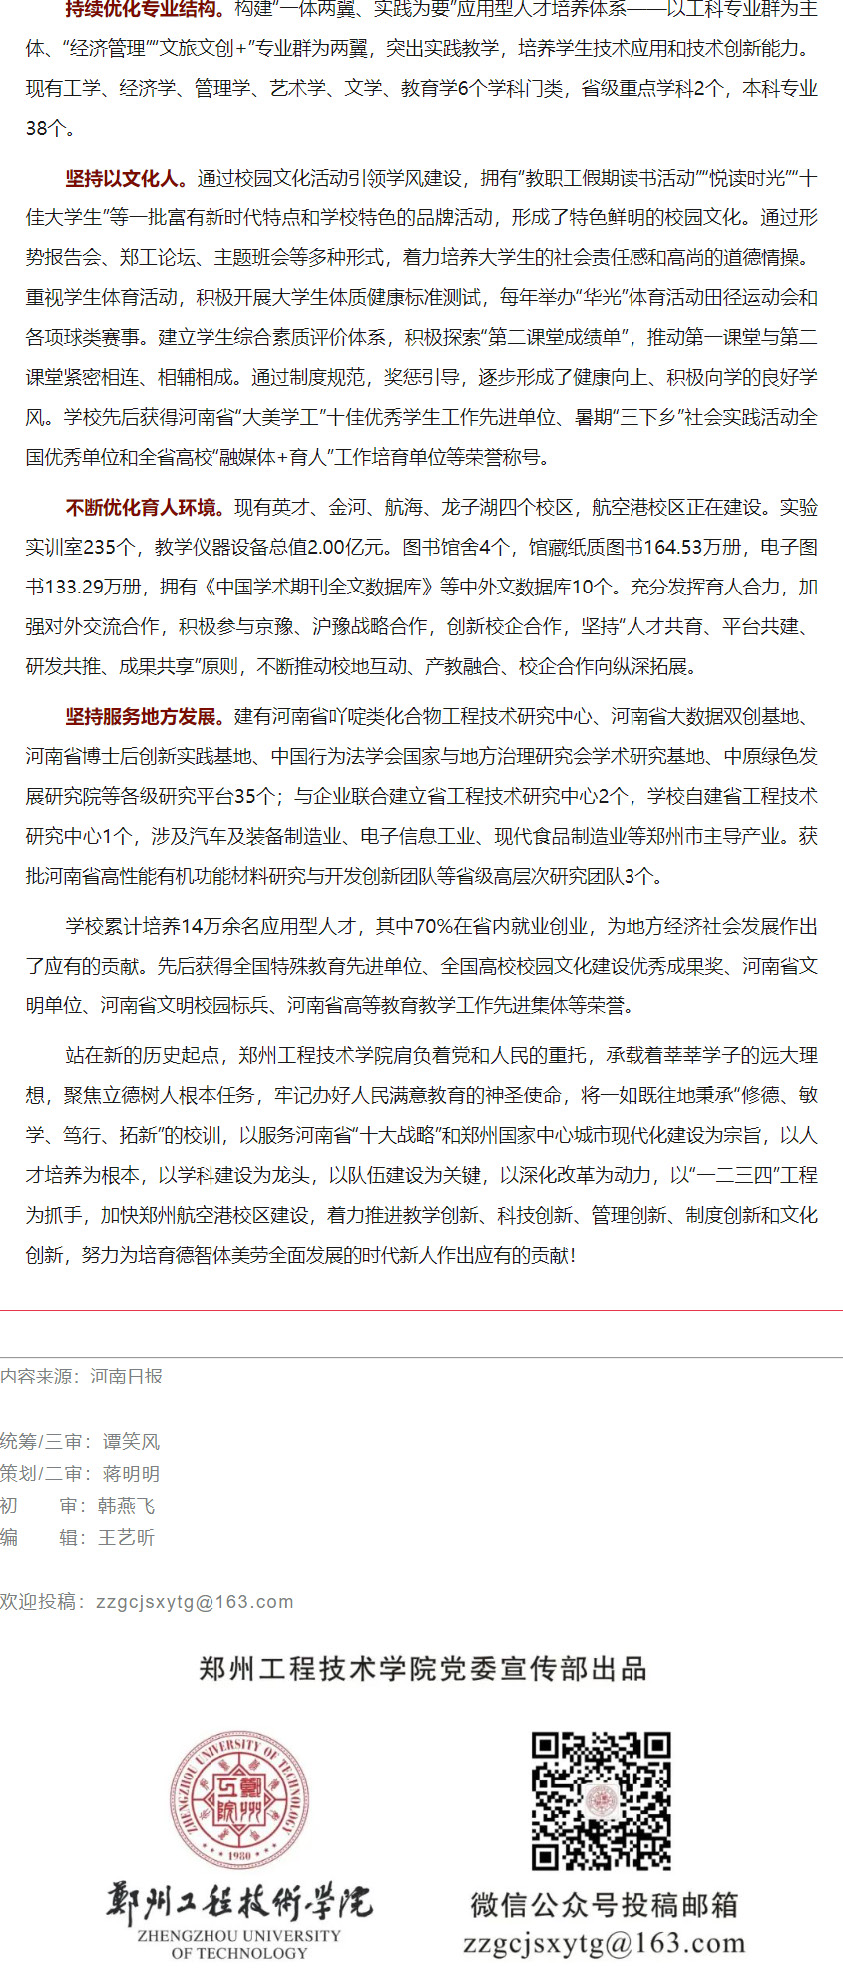 持续优化专业结构。构建“一体两翼、实践为要”应用型人才培养体系——以工科专业群为主
体、“经济管理”“文旅文创+”专业群为两翼，突出实践教学，培养学生技术应用和技术创新能力。
现有工学、经济学、管理学、艺术学、文学、教育学6个学科门类，省级重点学科2个，本科专业
38个。
坚持以文化人。通过校园文化活动引领学风建设，拥有“教职工假期读书活动”“悦读时光”“十
佳大学生”等一批富有新时代特点和学校特色的品牌活动，形成了特色鲜明的校园文化。通过形
势报告会、郑工论坛、主题班会等多种形式，着力培养大学生的社会责任感和高尚的道德情操。
重视学生体育活动，积极开展大学生体质健康标准测试，每年举办“华光”体育活动田径运动会和
各项球类赛事。建立学生综合素质评价体系，积极探索“第二课堂成绩单”，推动第一课堂与第二
课堂紧密相连、相辅相成。通过制度规范，奖惩引导，逐步形成了健康向上、积极向学的良好学
风。学校先后获得河南省“大美学工”十佳优秀学生工作先进单位、暑期“三下乡”社会实践活动全
国优秀单位和全省高校“融媒体+育人”工作培育单位等荣誉称号。
不断优化育人环境。现有英才、金河、航海、龙子湖四个校区，航空港校区正在建设。实验
实训室235个，教学仪器设备总值2.00亿元。图书馆舍4个，馆藏纸质图书164.53万册，电子图
书133.29万册，拥有《中国学术期刊全文数据库》等中外文数据库10个。充分发挥育人合力，加
强对外交流合作，积极参与京豫、沪豫战略合作，创新校企合作，坚持“人才共育、平台共建、
研发共推、成果共享”原则，不断推动校地互动、产教融合、校企合作向纵深拓展。
坚持服务地方发展。建有河南省吖啶类化合物工程技术研究中心、河南省大数据双创基地、
河南省博士后创新实践基地、中国行为法学会国家与地方治理研究会学术研究基地、中原绿色发
展研究院等各级研究平台35个；与企业联合建立省工程技术研究中心2个，学校自建省工程技术
研究中心1个，涉及汽车及装备制造业、电子信息工业、现代食品制造业等郑州市主导产业。获
批河南省高性能有机功能材料研究与开发创新团队等省级高层次研究团队3个。
学校累计培养14万余名应用型人才，其中70%在省内就业创业，为地方经济社会发展作出
了应有的贡献。先后获得全国特殊教育先进单位、全国高校校园文化建设优秀成果奖、河南省文
明单位、河南省文明校园标兵、河南省高等教育教学工作先进集体等荣誉。
站在新的历史起点，郑州工程技术学院肩负着党和人民的重托，承载着莘莘学子的远大理
想，聚焦立德树人根本任务，牢记办好人民满意教育的神圣使命，将一如既往地秉承“修德、敏
学、笃行、拓新”的校训，以服务河南省“十大战略”和郑州国家中心城市现代化建设为宗旨，以人
才培养为根本，以学科建设为龙头，以队伍建设为关键，以深化改革为动力，以“一二三四”工程
为抓手，加快郑州航空港校区建设，着力推进教学创新、科技创新、管理创新、制度创新和文化
创新，努力为培育德智体美劳全面发展的时代新人作出应有的贡献！
内容来源：河南日报
统筹/三审：谭笑风
策划/二审：蒋明明
初 审：韩燕飞
编 辑：王艺昕
欢迎投稿：zzgcjsxytg@163.com
郑州工程技术学院党委宣传部出品
ZHENGZHOU UNIVERSITY OF TECHNOLOGY
1980
鄭州工程技術學院
ZHENGZHOU UNIVERSITY
OF TECHNOLOGY
微信公众号投稿邮箱
zzgcjsxytg@163.com